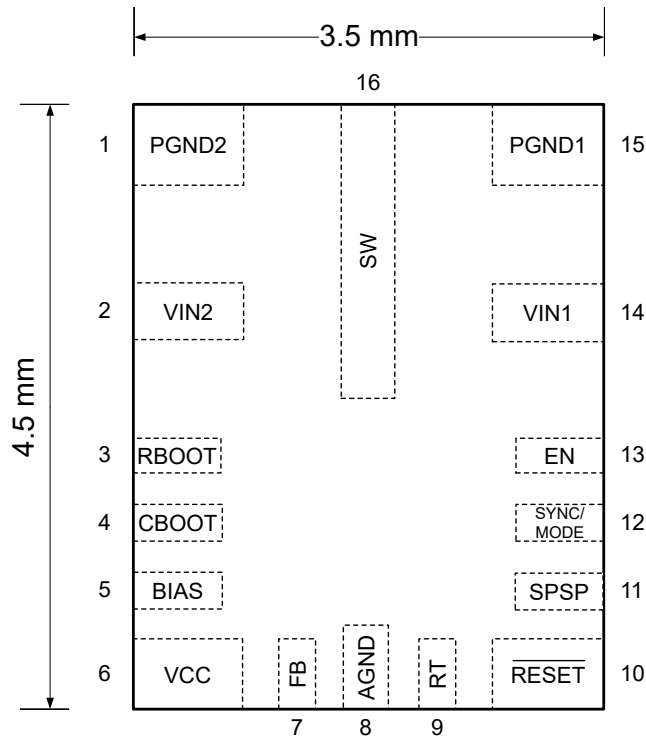 3.5 mm
16
1 PGND2 PGND1 15
SW
2 VIN2 VIN1 14
4.5 mm
3 RBOOT EN 13
4 CBOOT SYNC/
MODE 12
5 BIAS SPSP 11
6 VCC FB AGND RT RESET 10
7 8 9